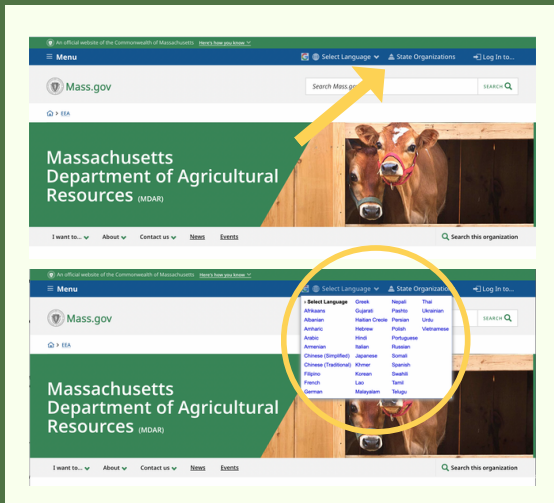 An official website of the Commonwealth of Massachusetts Here's how you know
Menu
Select Language
State Organizations
Log In to...
Mass.gov
Search Mass.gov
SEARCH
EEA
Massachusetts
Department of Agricultural
Resources (MDAR)
I want to...
About
Contact us
News
Events
Search this organization
An official website of the Commonwealth of Massachusetts Here's how you know
Menu
Select Language
State Organizations
Log In to...
Mass.gov
SEARCH
EEA
› Select Language Greek Nepali Thai
Afrikaans Gujarati Pashto Ukrainian
Albanian Haitian Creole Persian Urdu
Amharic Hebrew Polish Vietnamese
Arabic Hindi Portuguese
Armenian Italian Russian
Chinese (Simplified) Japanese Somali
Chinese (Traditional) Khmer Spanish
Filipino Korean Swahili
French Lao Tamil
German Malayalam Telugu
Massachusetts
Department of Agricultural
Resources (MDAR)
I want to...
About
Contact us
News
Events
Search this organization